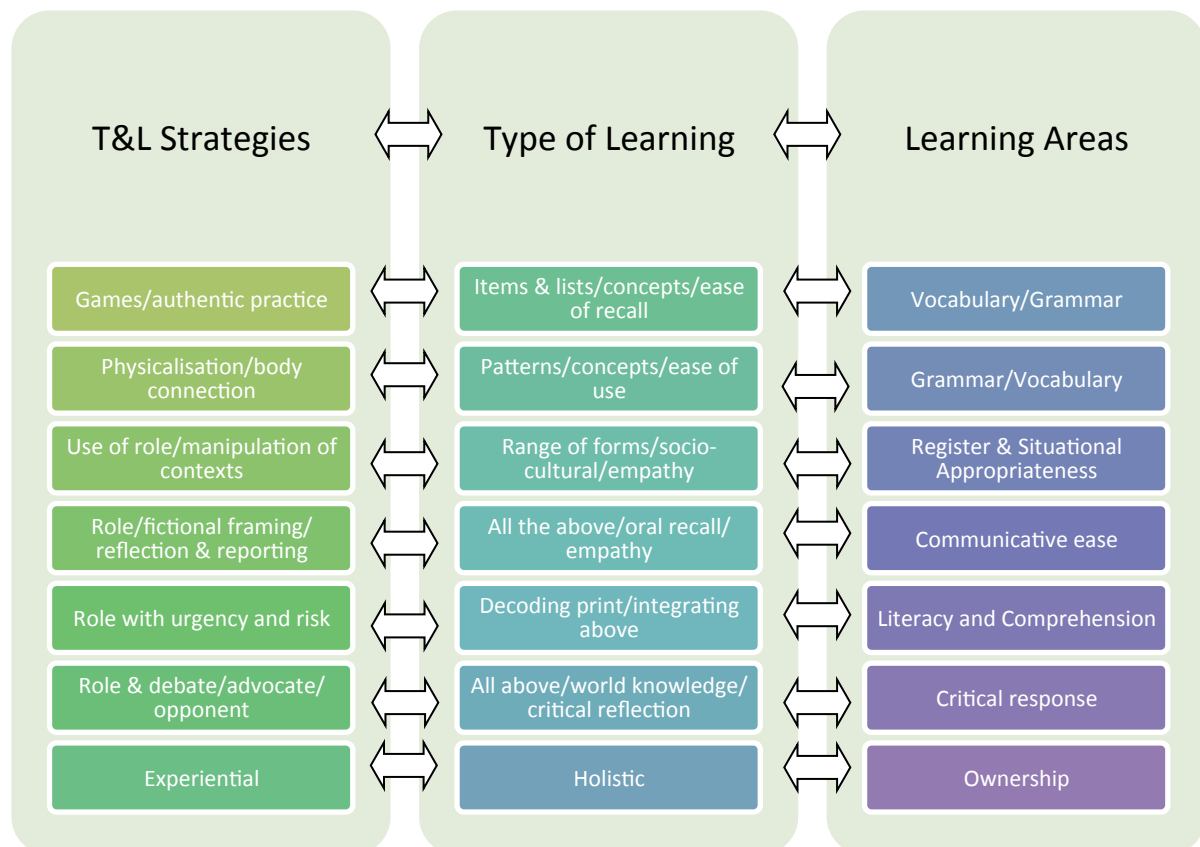 T&L Strategies
Type of Learning
Learning Areas
Games/authentic practice
Items & lists/concepts/ease
of recall
Vocabulary/Grammar
Physicalisation/body
connection
Patterns/concepts/ease of
use
Grammar/Vocabulary
Use of role/manipulation of
contexts
Range of forms/socio-
cultural/empathy
Register & Situational
Appropriateness
Role/fictional framing/
reflection & reporting
All the above/oral recall/
empathy
Communicative ease
Role with urgency and risk
Decoding print/integrating
above
Literacy and Comprehension
Role & debate/advocate/
opponent
All above/world knowledge/
critical reflection
Critical response
Experiential
Holistic
Ownership